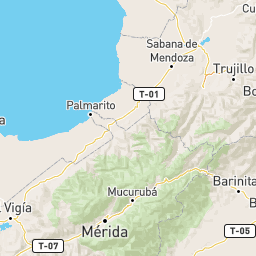 Cu
Sabana de
Mendoza
Trujillo
Bo
T-01
Palmarito
a
Mucurubá
Barinita
Vigía
Mérida
T-05
T-07